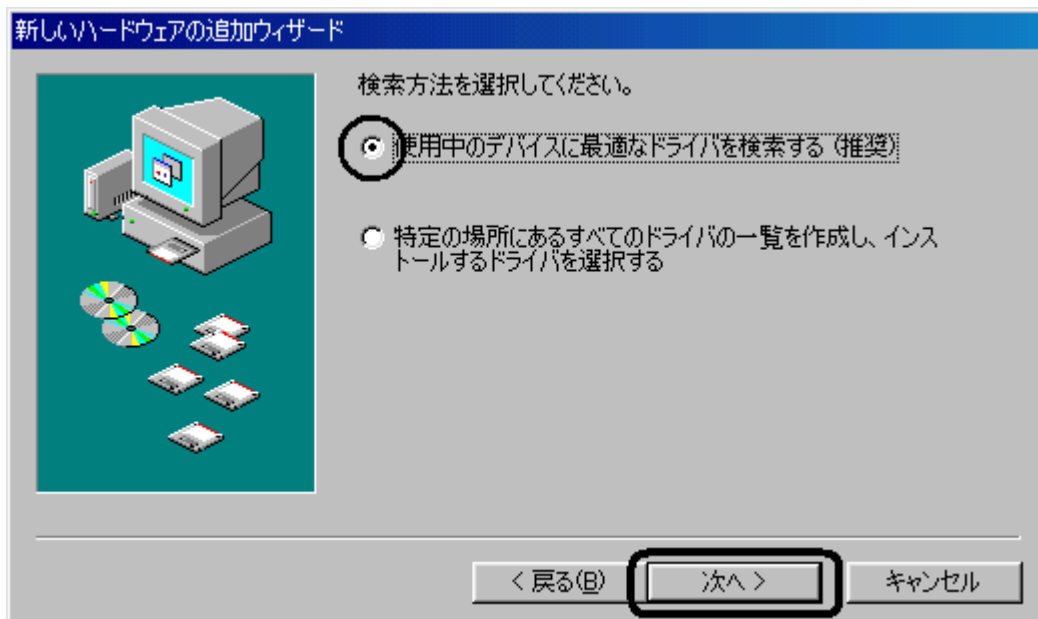 新しいハードウェアの追加ウィザード
検索方法を選択してください。
使用中のデバイスに最適なドライバを検索する (推奨)
特定の場所にあるすべてのドライバの一覧を作成し、インス
トールするドライバを選択する
< 戻る(B)
次へ >
キャンセル